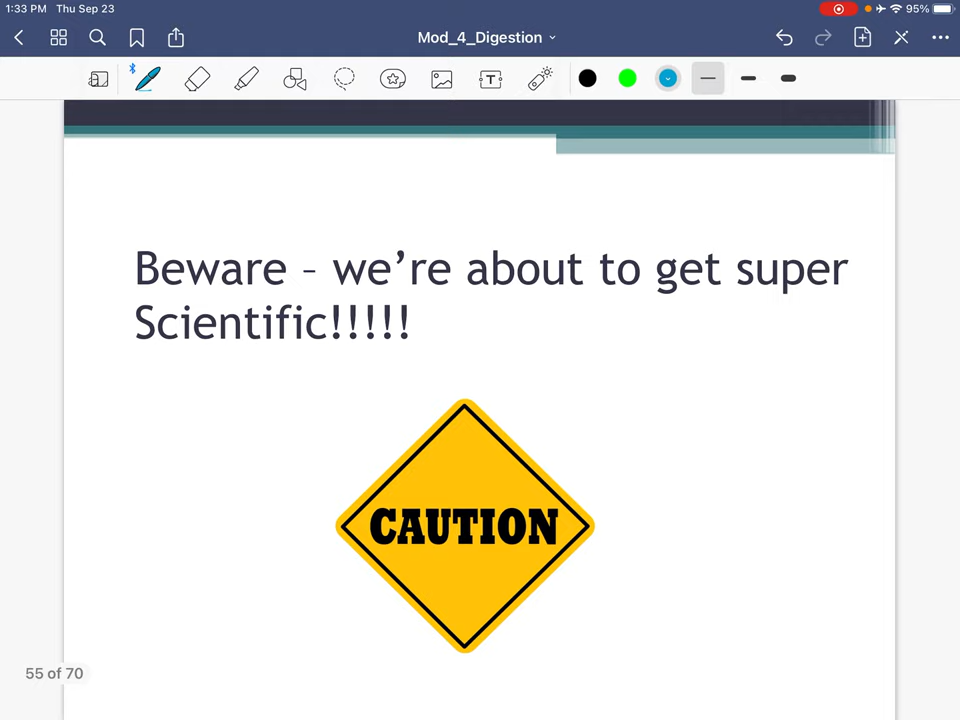 1:33 PM Thu Sep 23
95%
Mod_4_Digestion
T
Beware – we’re about to get super
Scientific!!!!!
CAUTION
55 of 70